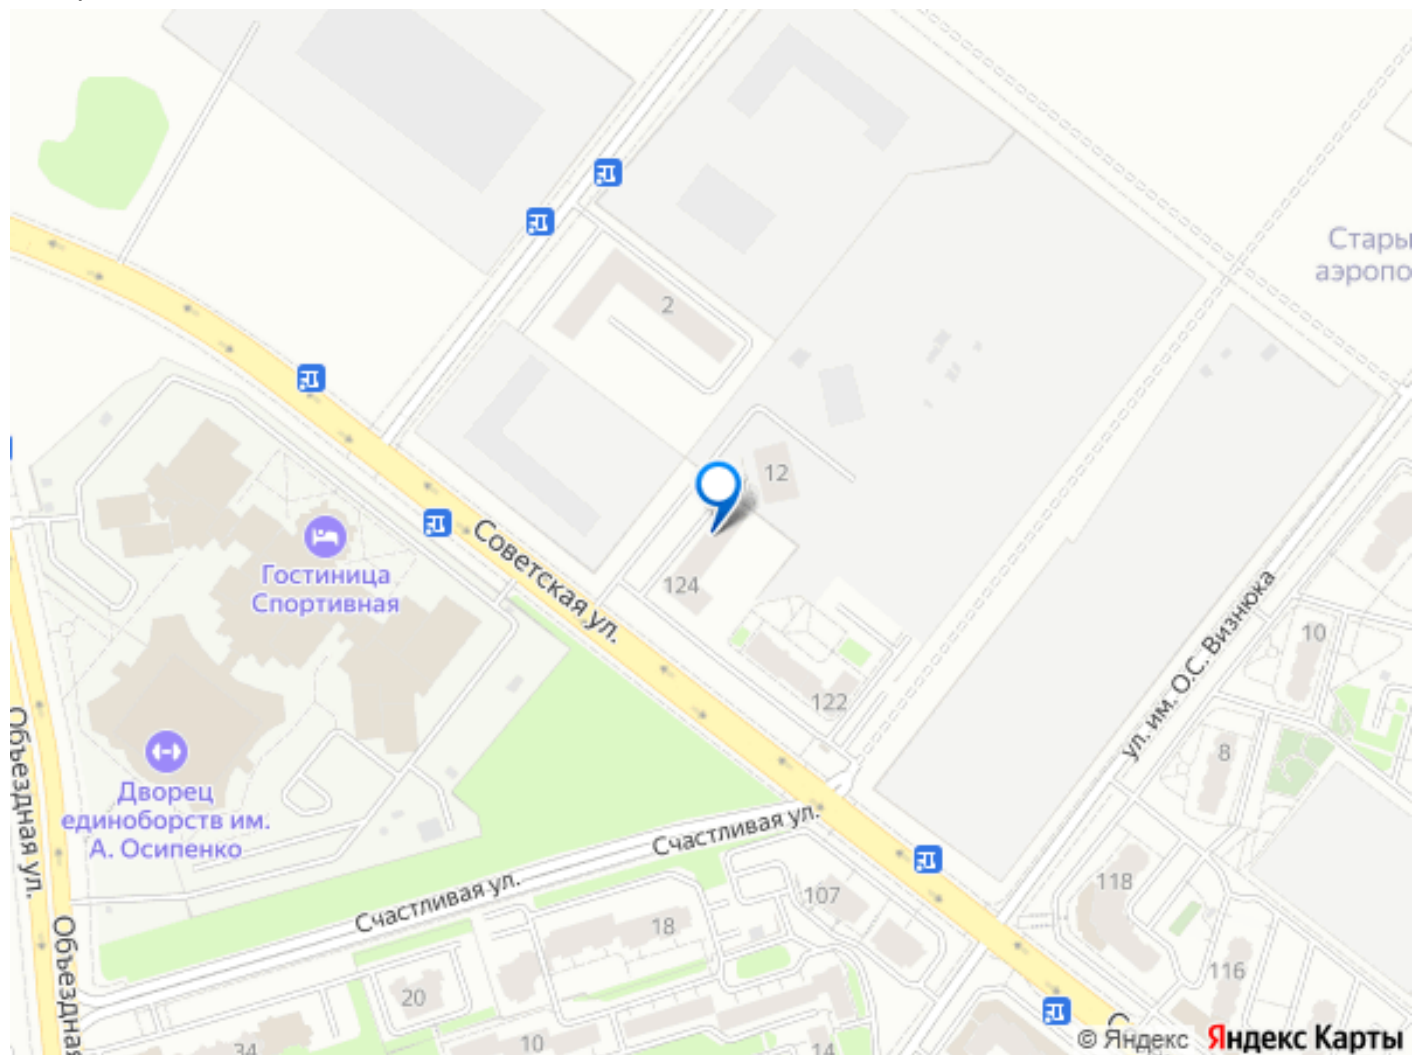 Стары
аэропо
2
12
Гостиница
Спортивная
Советская ул.
124
122
ул. им. О.С. Визнюка
10
8
Объездная ул.
Дворец
единоборств им.
А. Осипенко
Счастливая ул.
Счастливая ул.
107
118
18
116
20
Объездная
10
14
34
С
© Яндекс Яндекс Карты